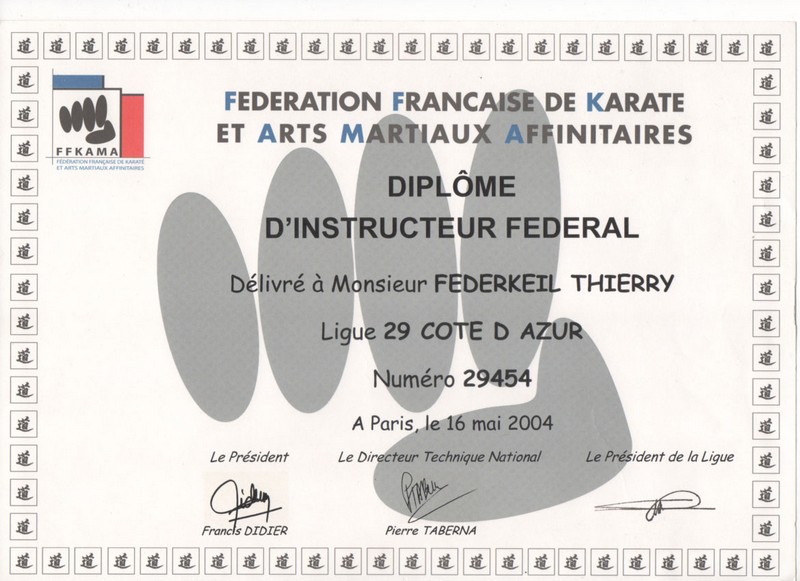 FFKAMA
FÉDÉRATION FRANÇAISE DE KARATÉ
ET ARTS MARTIAUX AFFINITAIRES
FEDERATION FRANCAISE DE KARATE
ET ARTS MARTIAUX AFFINITAIRES
DIPLÔME
D'INSTRUCTEUR FEDERAL
Délivré à Monsieur FEDERKEIL THIERRY
Ligue 29 COTE D AZUR
Numéro 29454
A Paris, le 16 mai 2004
Le Président Le Directeur Technique National Le Président de la Ligue
Francis DIDIER Pierre TABERNA